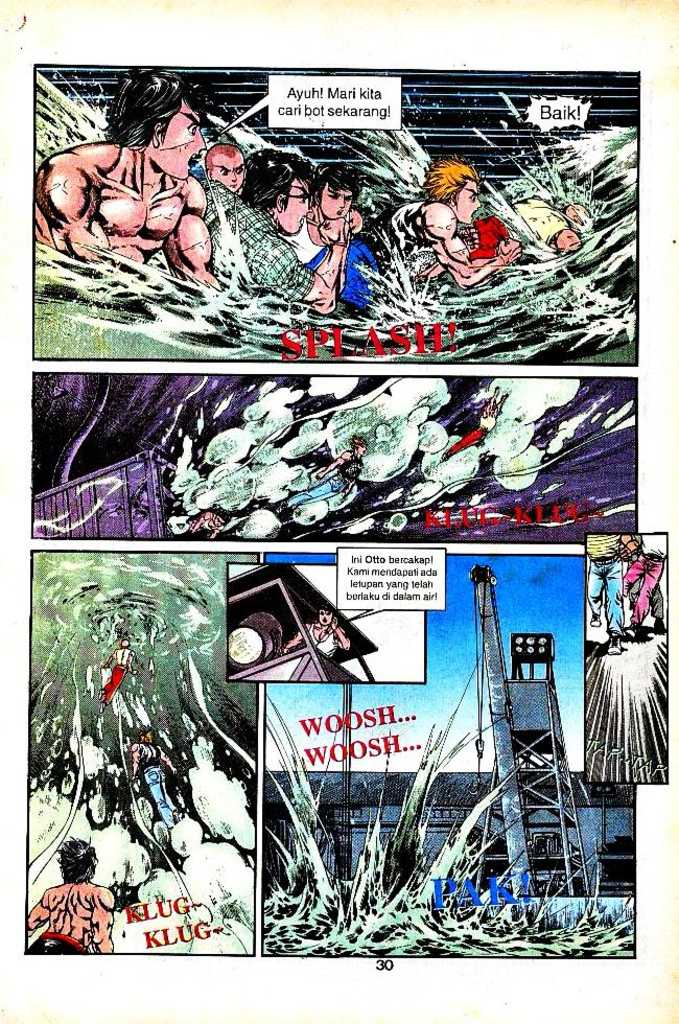 Ayuh! Mari kita
cari bot sekarang!
Baik!
SPLASH!
KLUG~KLUG~
Ini Otto bercakap!
Kami mendapati ada
letupan yang telah
berlaku di dalam air!
WOOSH...
WOOSH...
PAK!
KLUG~
KLUG~
30